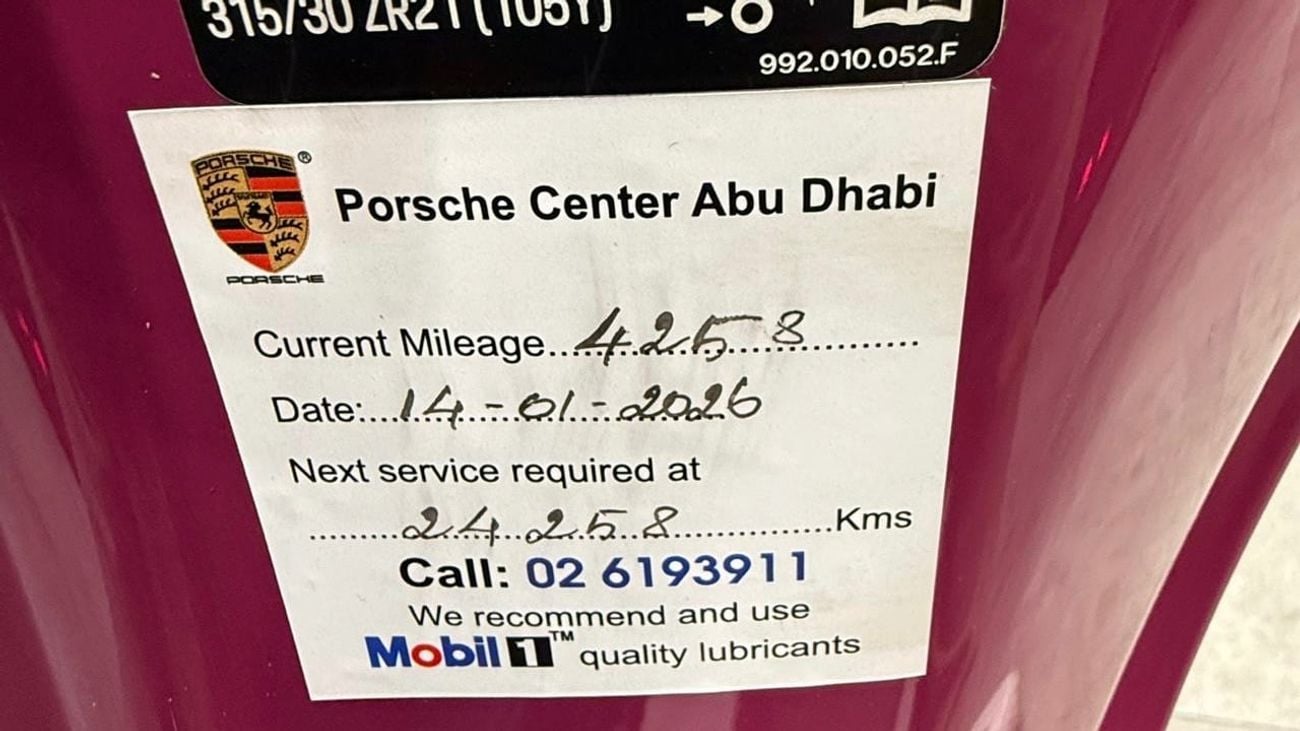 315/30 ZR21 (105Y)
992.010.052.F
PORSCHE ®
PORSCHE
Porsche Center Abu Dhabi
Current Mileage...4258...
Date:...14-01-2026
Next service required at
...24258...Kms
Call: 02 6193911
We recommend and use
Mobil 1™ quality lubricants